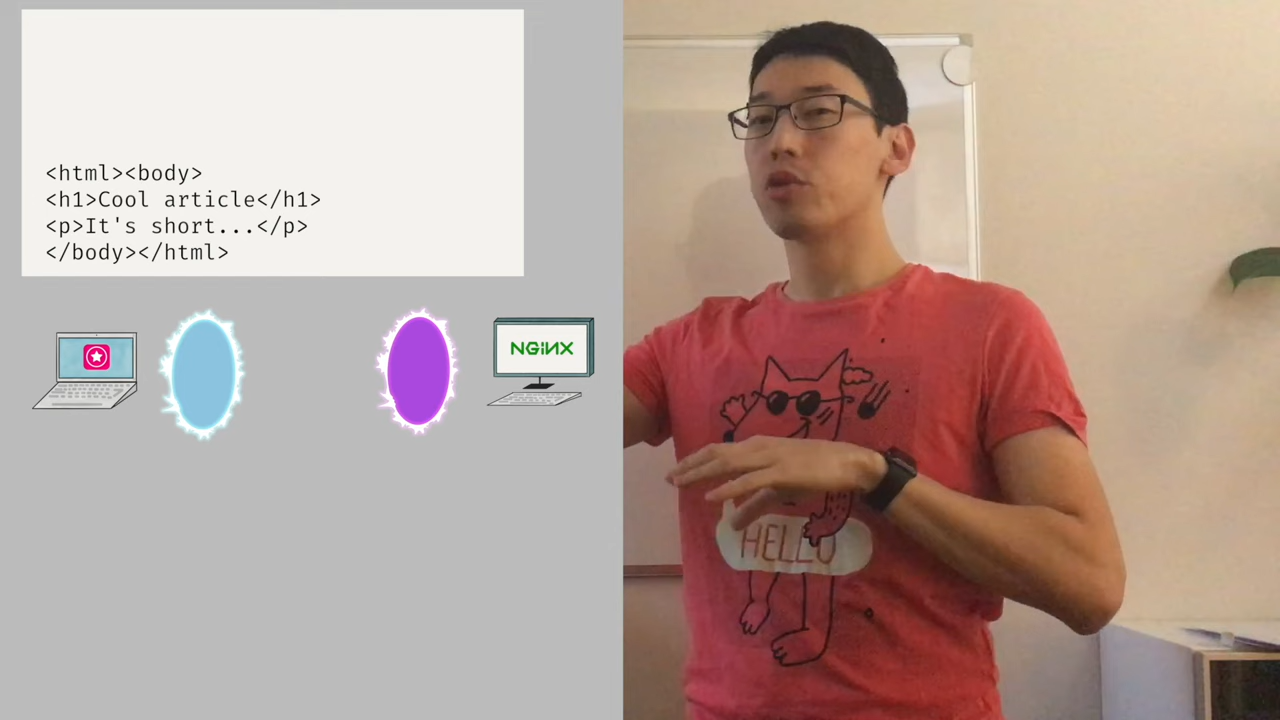 <html><body>
<h1>Cool article</h1>
<p>It's short...</p>
</body></html>
NGiNX
HELLO